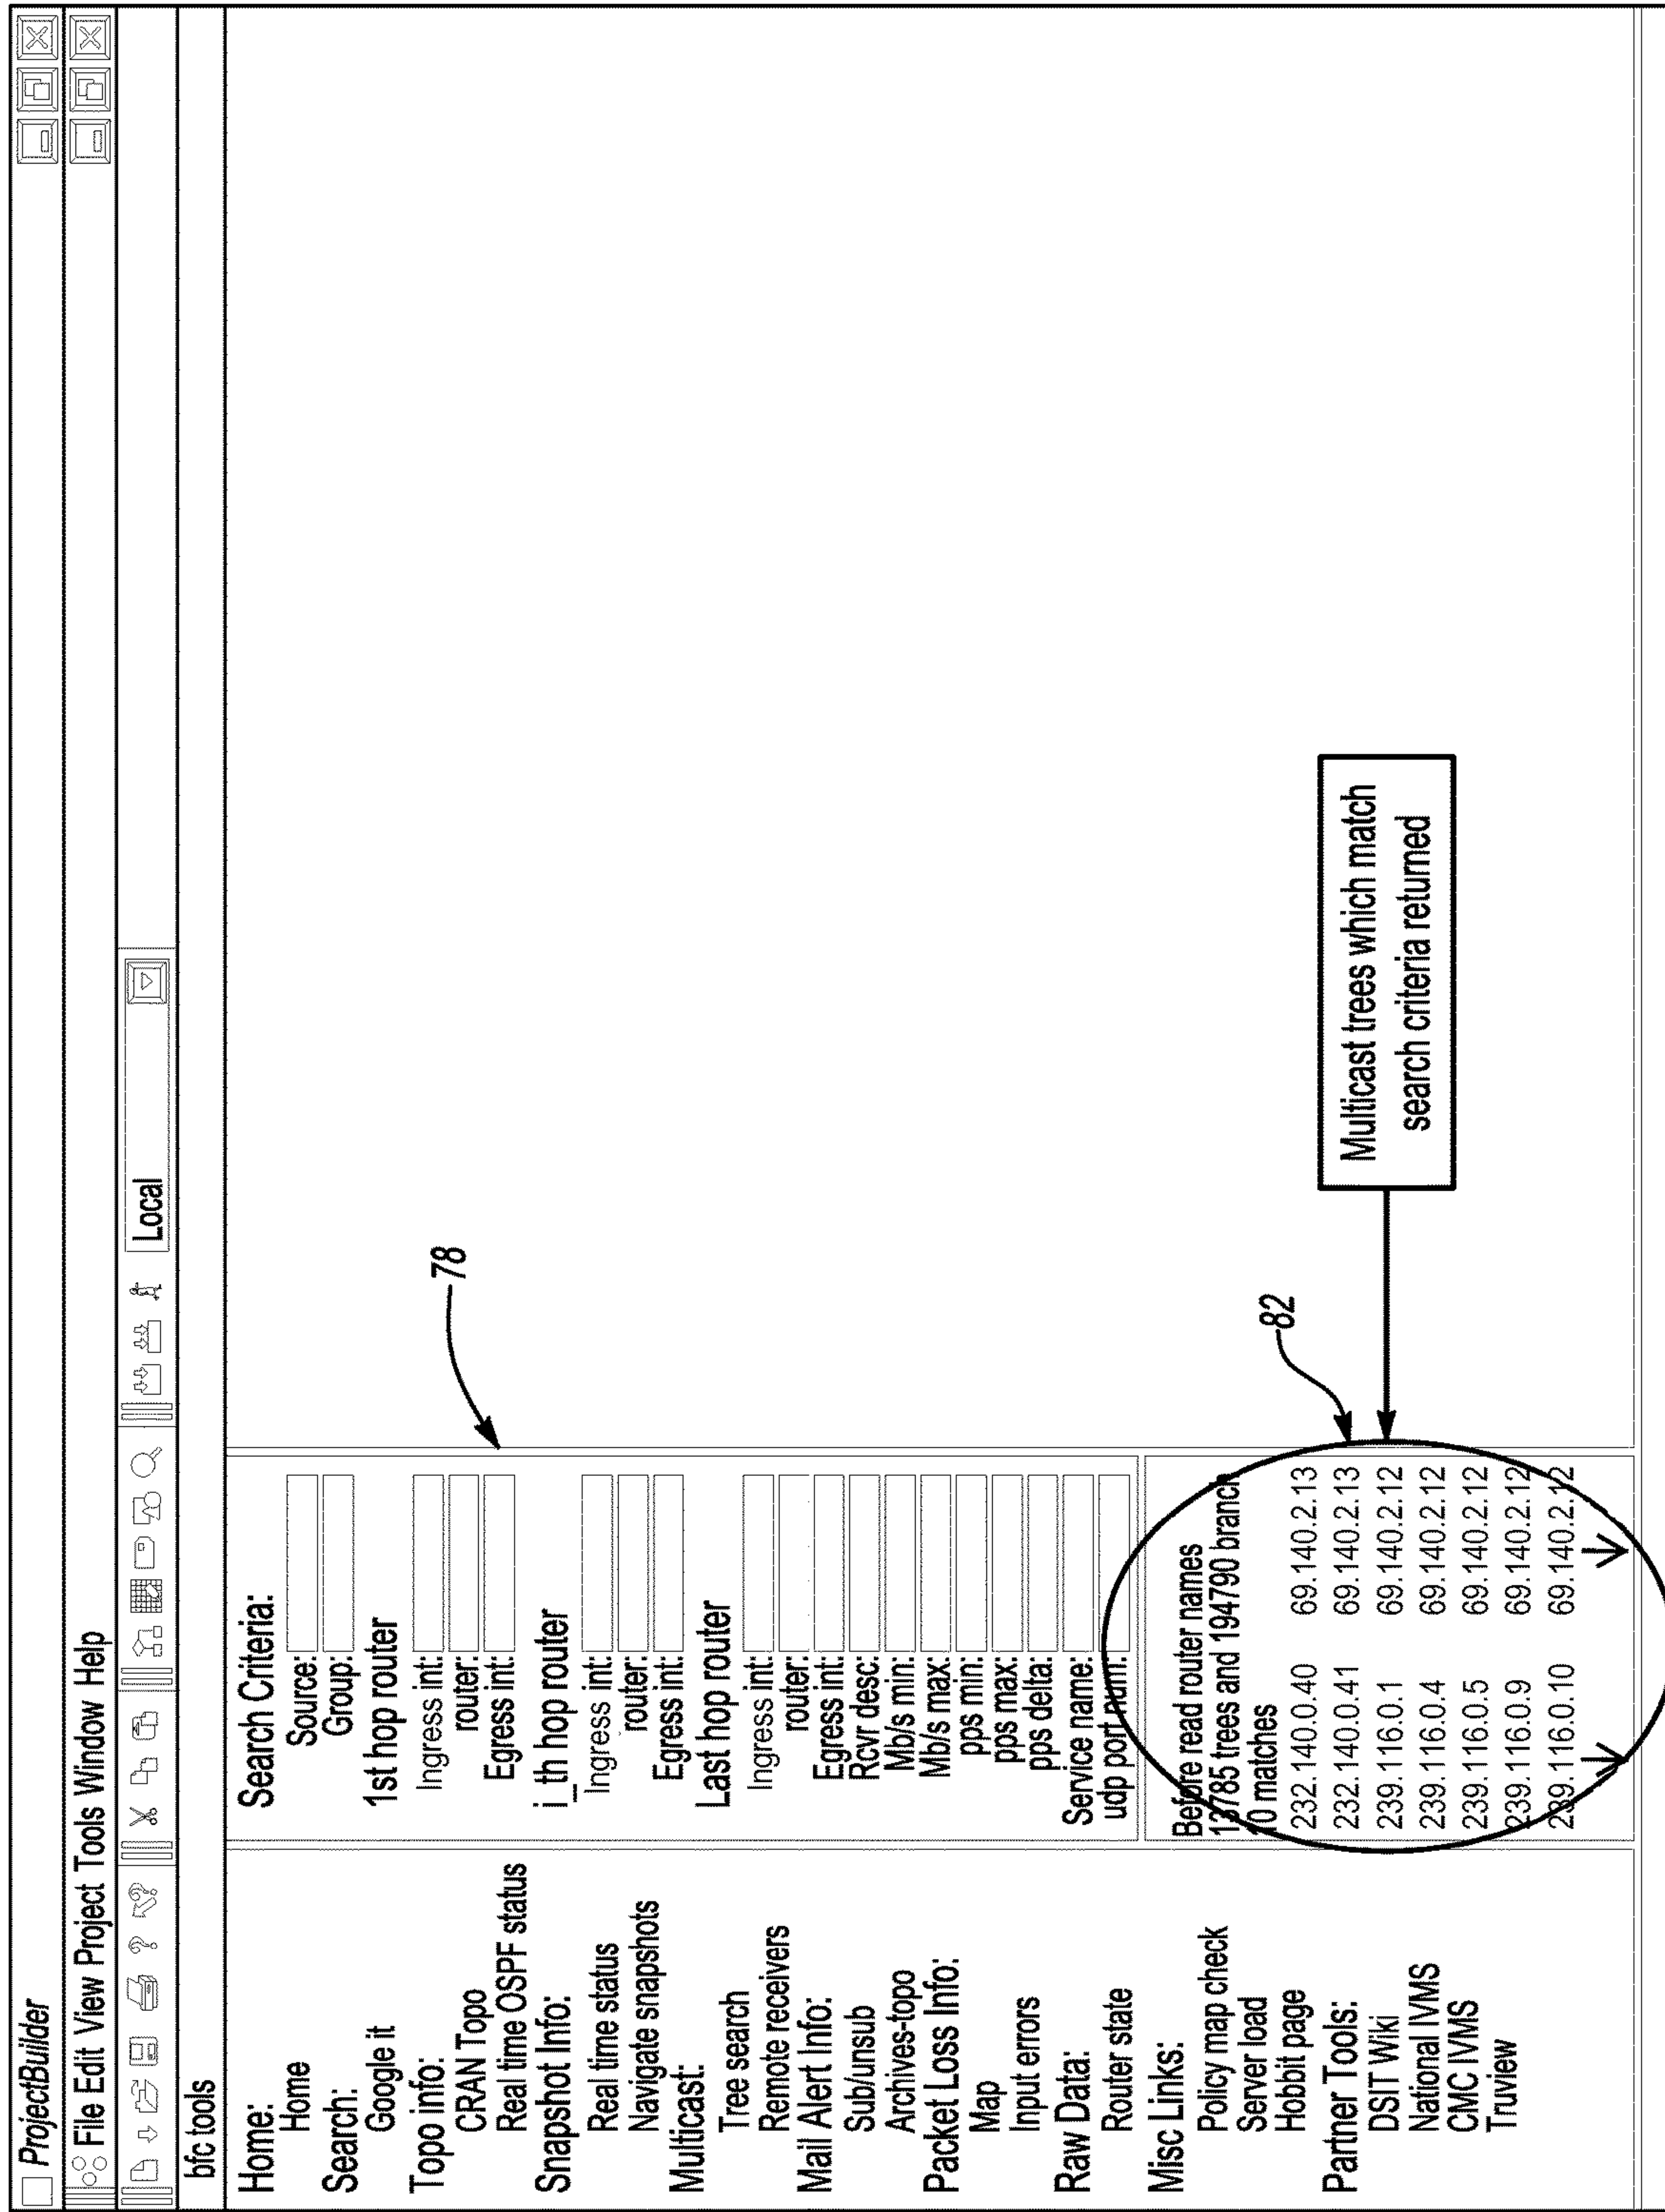 ProjectBuilder
File Edit View Project Tools Window Help
Local
bfc tools
Home:
Home
Search:
Google it
Topo info:
CRAN Topo
Real time OSPF status
Snapshot Info:
Real time status
Navigate snapshots
Multicast:
Tree search
Remote receivers
Mail Alert Info:
Sub/unsub
Archives-topo
Packet Loss Info:
Map
Input errors
Raw Data:
Router state
Misc Links:
Policy map check
Server load
Hobbit page
Partner Tools:
DSIT Wiki
National IVMS
CMC IVMS
Truview
Search Criteria:
Source:
Group:
1st hop router
Ingress int:
router:
Egress int:
i_th hop router
Ingress int:
router:
Egress int:
Last hop router
Ingress int:
router:
Egress int:
Rcvr desc:
Mb/s min:
Mb/s max:
pps min:
pps max:
pps delta:
Service name:
udp port num:
78
Before read router names
13785 trees and 194790 branch
10 matches
232.140.0.40 69.140.2.13
232.140.0.41 69.140.2.13
239.116.0.1 69.140.2.12
239.116.0.4 69.140.2.12
239.116.0.5 69.140.2.12
239.116.0.9 69.140.2.12
239.116.0.10 69.140.2.12
82
Multicast trees which match
search criteria returned